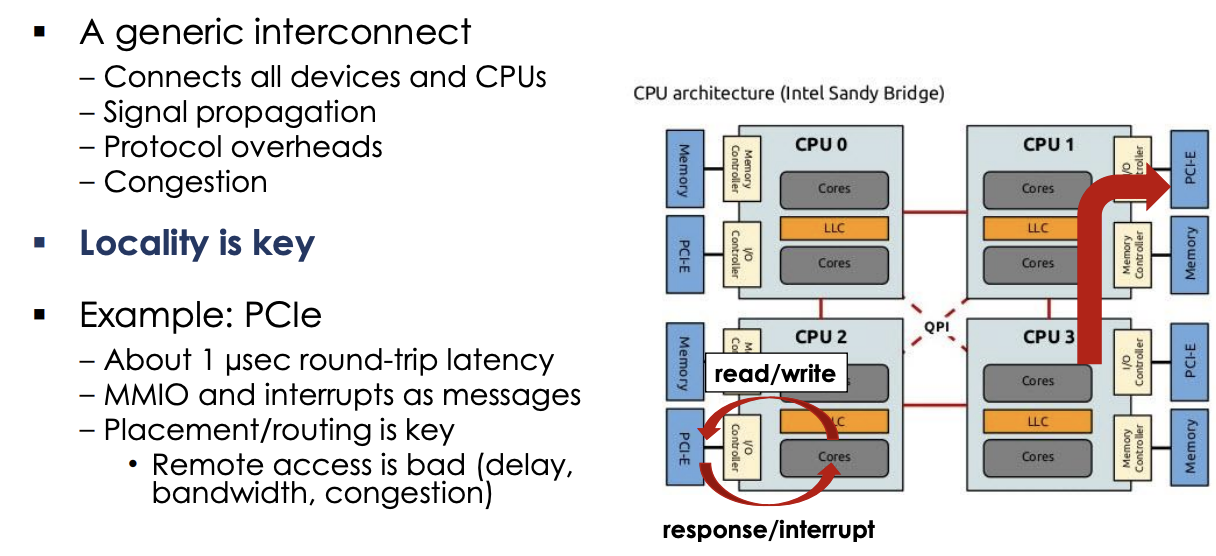 ▪ A generic interconnect
– Connects all devices and CPUs
– Signal propagation
– Protocol overheads
– Congestion
▪ Locality is key
▪ Example: PCIe
– About 1 µsec round-trip latency
– MMIO and interrupts as messages
– Placement/routing is key
• Remote access is bad (delay,
bandwidth, congestion)
CPU architecture (Intel Sandy Bridge)
Memory
Memory
Controller
CPU 0
Cores
LLC
Cores
PCI-E
I/O
Controller
CPU 1
Cores
LLC
Cores
I/O
PCI-E
Memory
Controller
Memory
QPI
CPU 2
Memory
read/write
LLC
Cores
PCI-E
I/O
Controller
response/interrupt
CPU 3
Cores
LLC
Cores
I/O
Controller
PCI-E
Memory
Controller
Memory